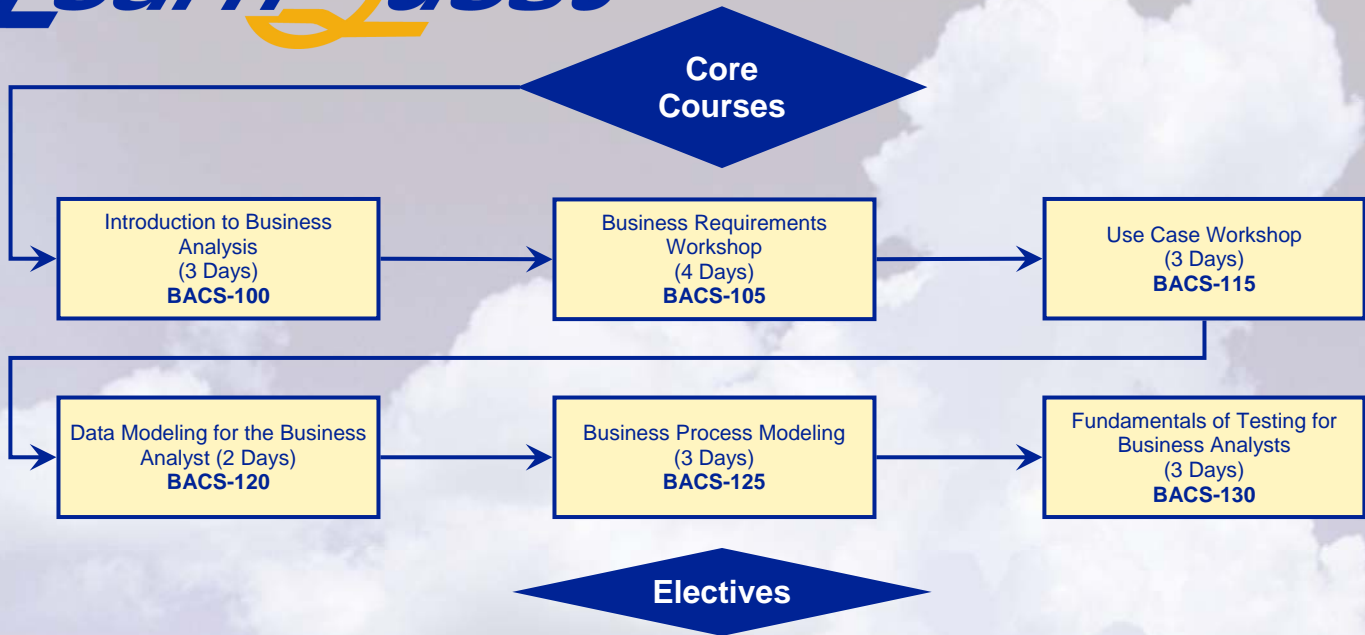 Learn Quest
Core
Courses
Introduction to Business
Analysis
(3 Days)
BACS-100
Business Requirements
Workshop
(4 Days)
BACS-105
Use Case Workshop
(3 Days)
BACS-115
Data Modeling for the Business
Analyst (2 Days)
BACS-120
Business Process Modeling
(3 Days)
BACS-125
Fundamentals of Testing for
Business Analysts
(3 Days)
BACS-130
Electives